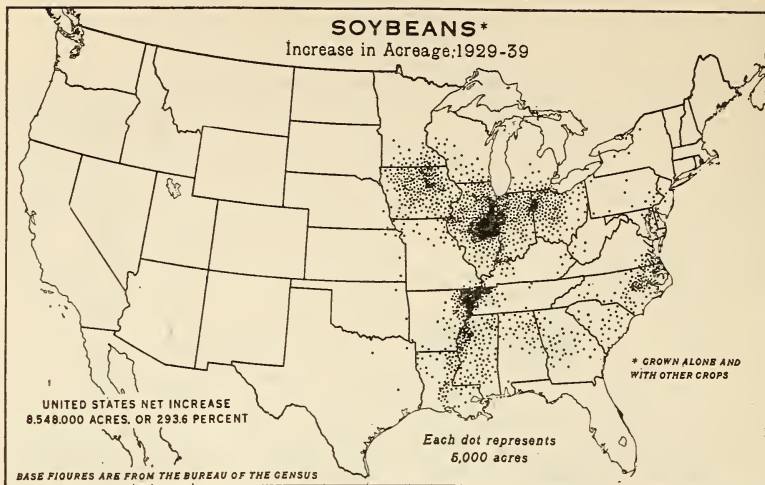 SOYBEANS*
Increase in Acreage; 1929-39
* GROWN ALONE AND
WITH OTHER CROPS
UNITED STATES NET INCREASE
8,548,000 ACRES, OR 293.6 PERCENT
Each dot represents
5,000 acres
BASE FIGURES ARE FROM THE BUREAU OF THE CENSUS